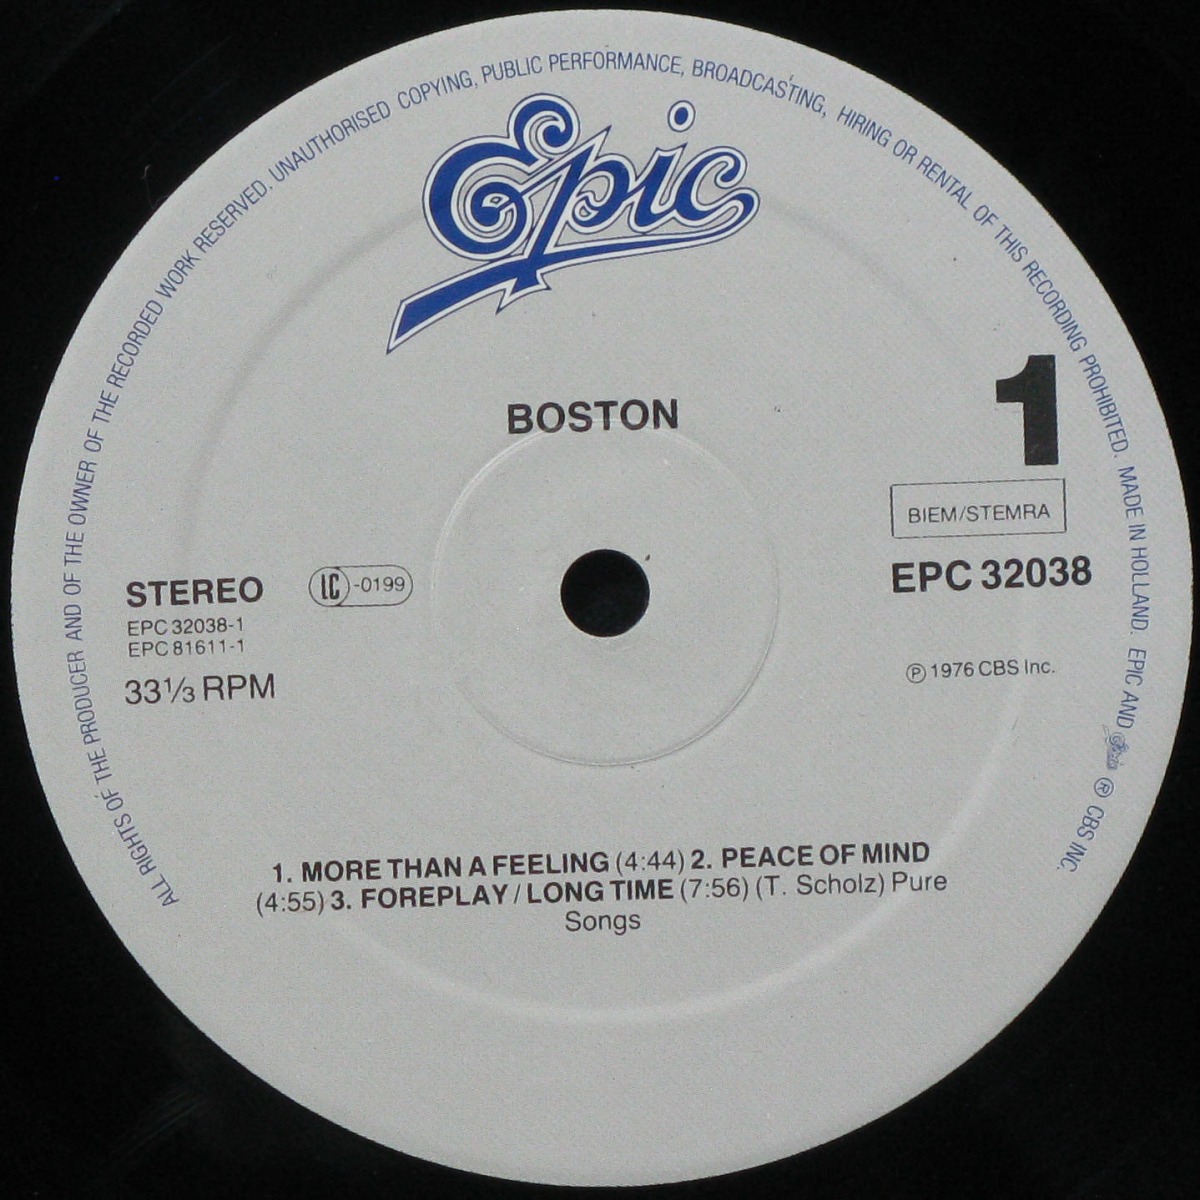 ALL RIGHTS OF THE PRODUCER AND OF THE OWNER OF THE RECORDED WORK RESERVED. UNAUTHORISED COPYING, PUBLIC PERFORMANCE, BROADCASTING, HIRING OR RENTAL OF THIS RECORDING PROHIBITED. MADE IN HOLLAND. EPIC AND Epic ® CBS INC.
Epic
BOSTON
1
BIEM/STEMRA
EPC 32038
STEREO
LC-0199
EPC 32038-1
EPC 81611-1
33⅓ RPM
Ⓟ 1976 CBS Inc.
1. MORE THAN A FEELING (4:44) 2. PEACE OF MIND
(4:55) 3. FOREPLAY / LONG TIME (7:56) (T. Scholz) Pure
Songs